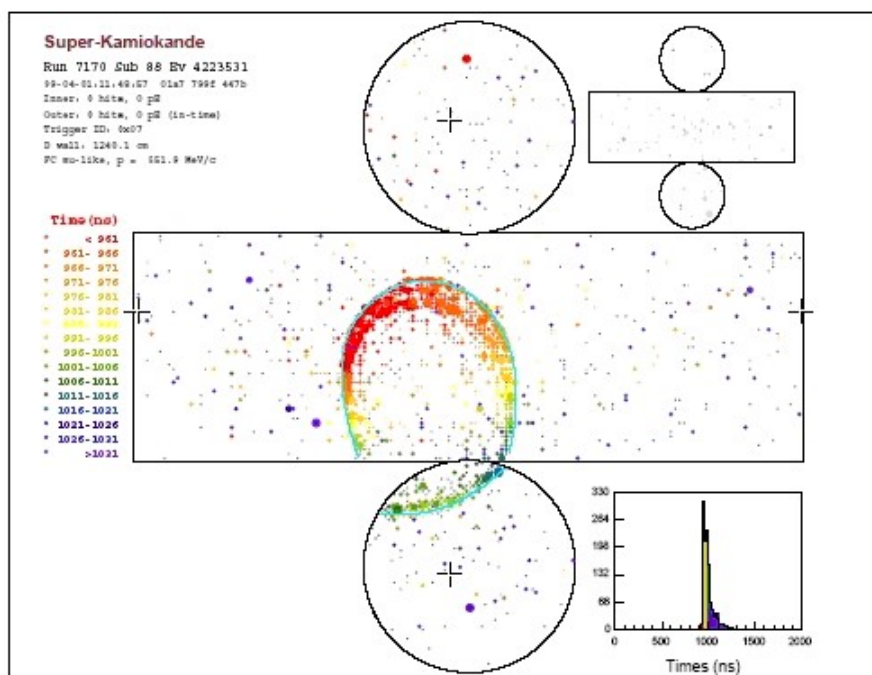 Super-Kamiokande
Run 7170 Sub 88 Ev 4223531
Inner: 0 hits, 0 pE
Outer: 0 hits, 0 pE (in-time)
Trigger ID: 0x07
D wall: 1240.1 cm
FC mu-like, p = 551.9 MeV/c
Time(ns)
< 961
961- 966
966- 971
971- 976
976- 981
981- 986
991- 996
996-1001
1001-1006
1006-1011
1011-1016
1016-1021
1021-1026
1026-1031
>1031
330
264
198
132
66
0
0 500 1000 1500 2000
Times (ns)